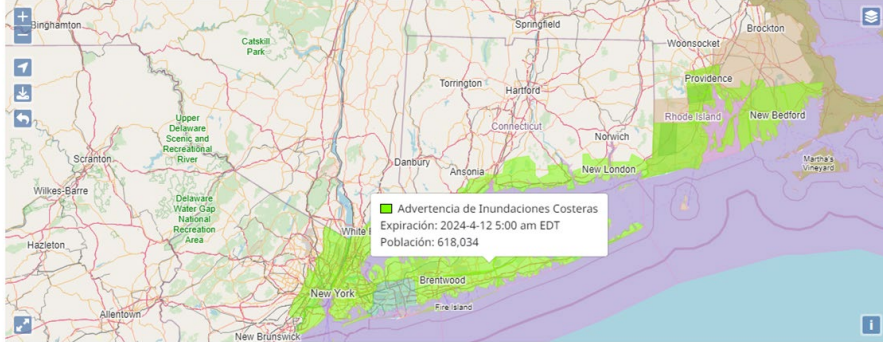 Binghamton
Springfield
Brockton
Catskill
Park
Woonsocket
Providence
Torrington
Hartford
Upper
Delaware
Scenic and
Recreational
River
Connecticut
Rhode Island
New Bedford
Norwich
Scranton
Danbury
Ansonia
New London
Martha's
Vineyard
Wilkes-Barre
Delaware
Water Gap
National
Recreation
Area
Advertencia de Inundaciones Costeras
Expiración: 2024-4-12 5:00 am EDT
Población: 618,034
White
Hazleton
Brentwood
New York
Fire Island
Allentown
New Brunswick